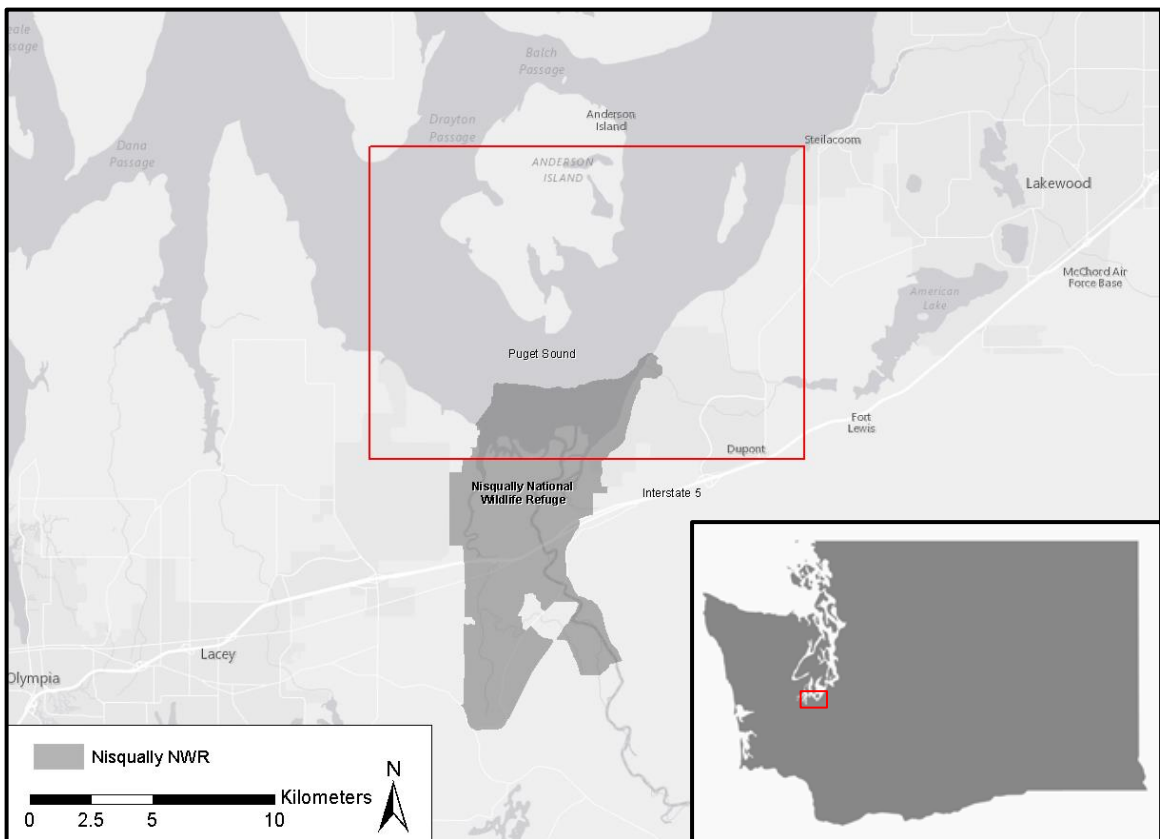 eale
assage
Balch
Passage
Drayton
Passage
Anderson
Island
Dana
Passage
Steilacoom
ANDERSON
ISLAND
Lakewood
McChord Air
Force Base
American
Lake
Puget Sound
Fort
Lewis
Dupont
Nisqually National
Wildlife Refuge
Interstate 5
Lacey
Olympia
Nisqually NWR
N
Kilometers
0 2.5 5 10